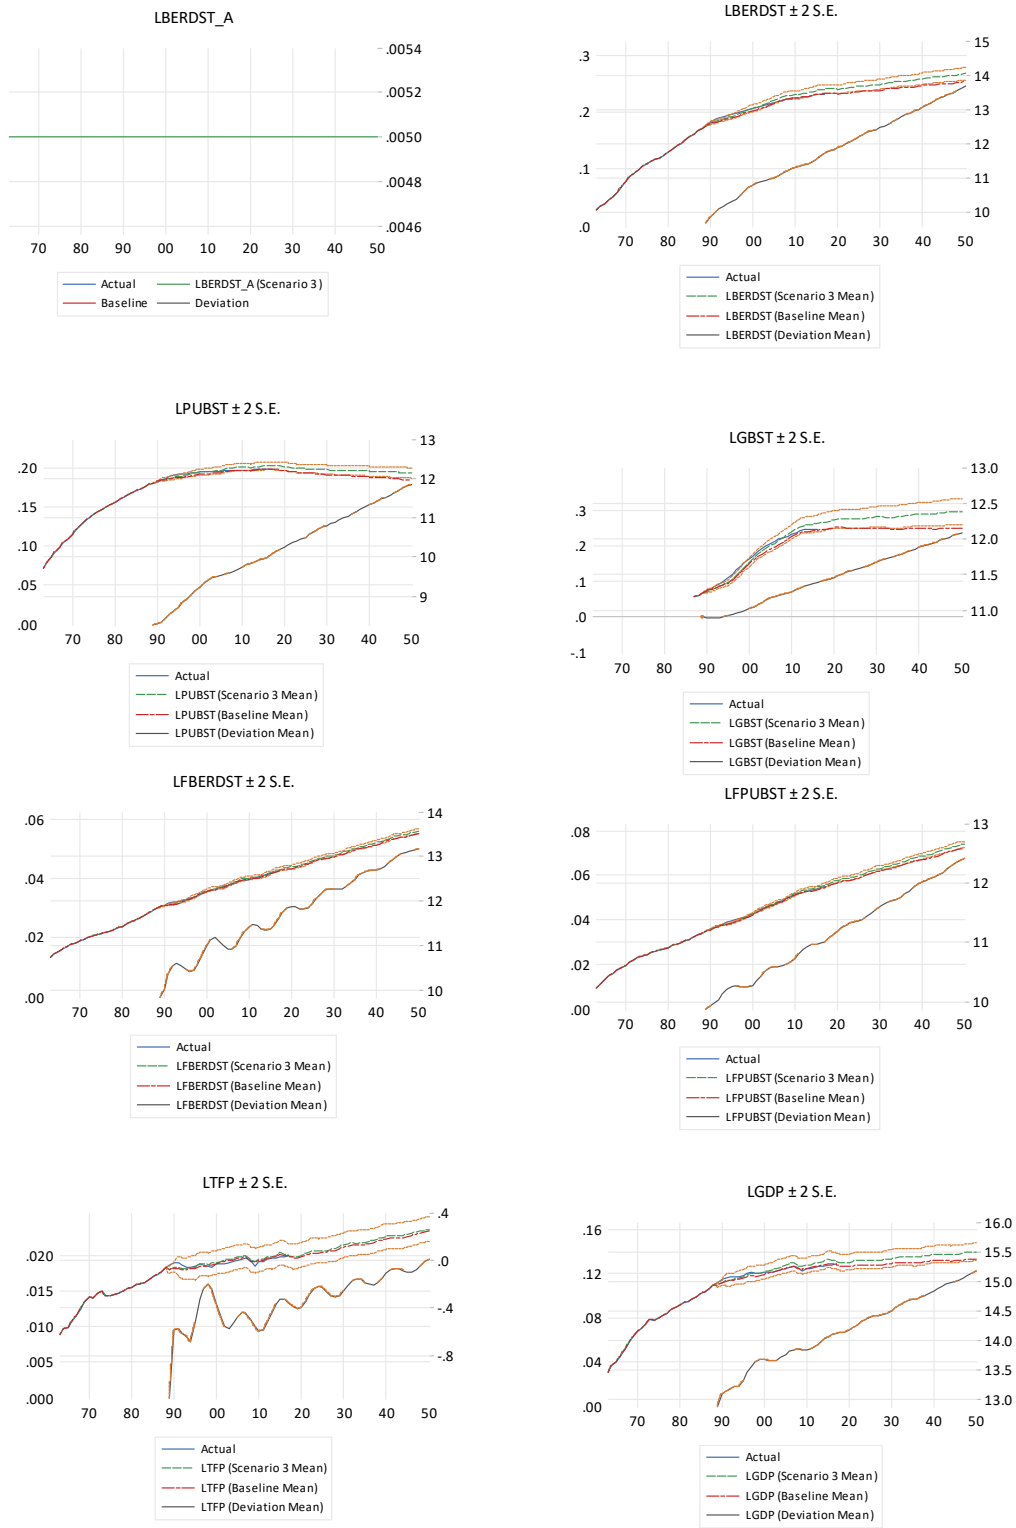 LBERDST_A
.0054
.0052
.0050
.0048
.0046
70 80 90 00 10 20 30 40 50
Actual LBERDST_A (Scenario 3)
Baseline Deviation
LBERDST ± 2 S.E.
.3
.2
.1
.0
15
14
13
12
11
10
70 80 90 00 10 20 30 40 50
Actual
LBERDST (Scenario 3 Mean)
LBERDST (Baseline Mean)
LBERDST (Deviation Mean)
LPUBST ± 2 S.E.
.20
.15
.10
.05
.00
13
12
11
10
9
70 80 90 00 10 20 30 40 50
Actual
LPUBST (Scenario 3 Mean)
LPUBST (Baseline Mean)
LPUBST (Deviation Mean)
LGBST ± 2 S.E.
.3
.2
.1
.0
-.1
13.0
12.5
12.0
11.5
11.0
70 80 90 00 10 20 30 40 50
Actual
LGBST (Scenario 3 Mean)
LGBST (Baseline Mean)
LGBST (Deviation Mean)
LFBERDST ± 2 S.E.
.06
.04
.02
.00
14
13
12
11
10
70 80 90 00 10 20 30 40 50
Actual
LFBERDST (Scenario 3 Mean)
LFBERDST (Baseline Mean)
LFBERDST (Deviation Mean)
LFPUBST ± 2 S.E.
.08
.06
.04
.02
.00
13
12
11
10
70 80 90 00 10 20 30 40 50
Actual
LFPUBST (Scenario 3 Mean)
LFPUBST (Baseline Mean)
LFPUBST (Deviation Mean)
LTFP ± 2 S.E.
.020
.015
.010
.005
.000
.4
.0
-.4
-.8
70 80 90 00 10 20 30 40 50
Actual
LTFP (Scenario 3 Mean)
LTFP (Baseline Mean)
LTFP (Deviation Mean)
LGDP ± 2 S.E.
.16
.12
.08
.04
.00
16.0
15.5
15.0
14.5
14.0
13.5
13.0
70 80 90 00 10 20 30 40 50
Actual
LGDP (Scenario 3 Mean)
LGDP (Baseline Mean)
LGDP (Deviation Mean)